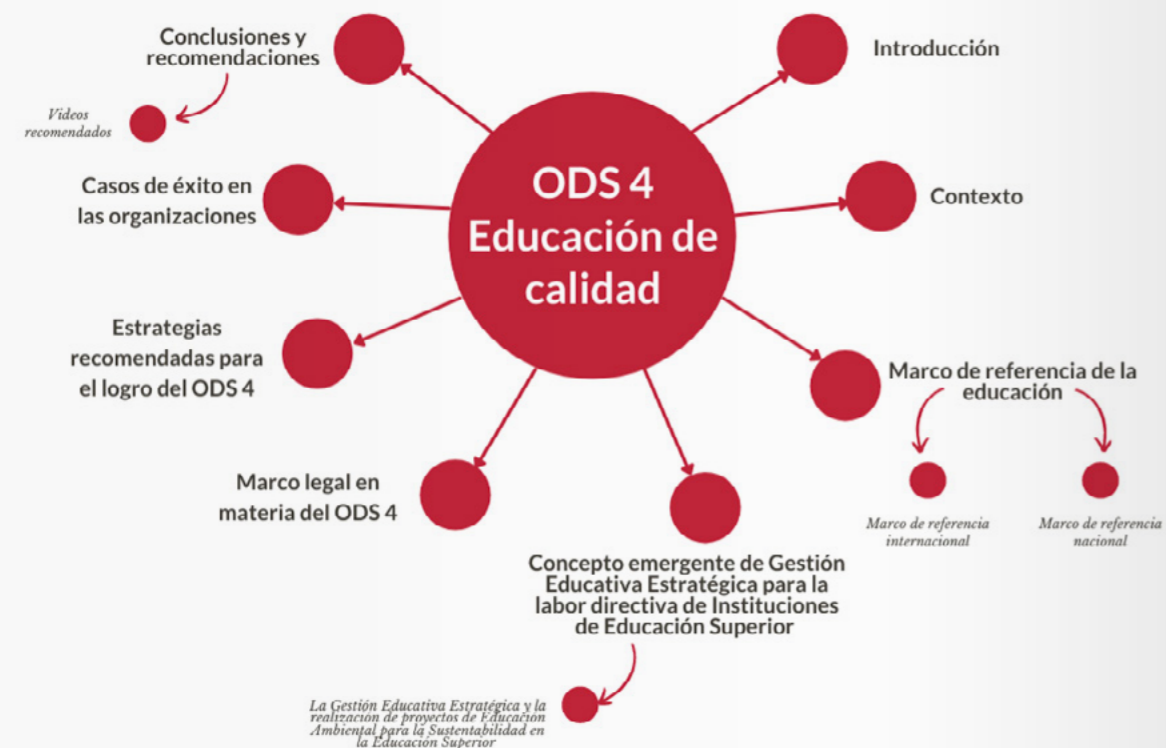 ODS 4
Educación de
calidad
Introducción
Contexto
Marco de referencia de la
educación
Marco de referencia
internacional
Marco de referencia
nacional
Concepto emergente de Gestión
Educativa Estratégica para la
labor directiva de Instituciones
de Educación Superior
La Gestión Educativa Estratégica y la
realización de proyectos de Educación
Ambiental para la Sustentabilidad en
la Educación Superior
Marco legal en
materia del ODS 4
Estrategias
recomendadas para
el logro del ODS 4
Casos de éxito en
las organizaciones
Conclusiones y
recomendaciones
Videos
recomendados